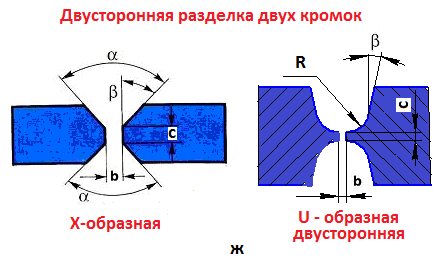 Двусторонняя разделка двух кромок
α
β
c
b
α
β
R
c
b
Х-образная
U - образная
двусторонняя
ж